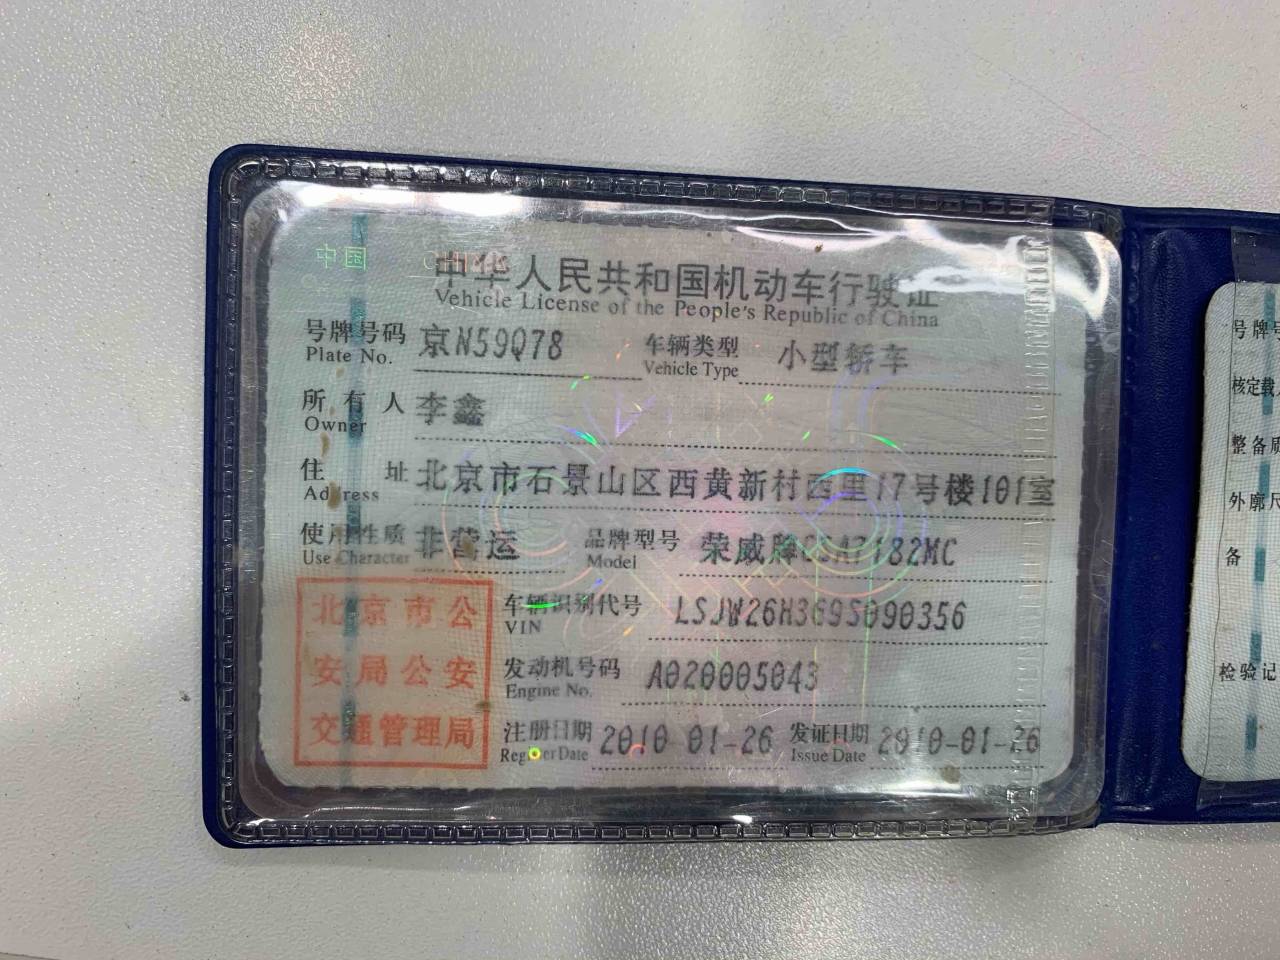 中国 CHINA
中华人民共和国机动车行驶证
Vehicle License of the People's Republic of China
号牌号码 京N59Q78 车辆类型 小型轿车
Plate No. Vehicle Type
所有人 李鑫
Owner
住址 北京市石景山区西黄新村西里17号楼101室
Address
使用性质 非营运 品牌型号 荣威牌
Use Character Model
北京市公
安局公安
交通管理局
车辆识别代号 LSJW26H369S090356
VIN
发动机号码 A020005043
Engine No.
注册日期 2010-01-26 发证日期 2010-01-26
Register Date Issue Date
号牌号
核定载
整备质
外廓尺
备
检验记